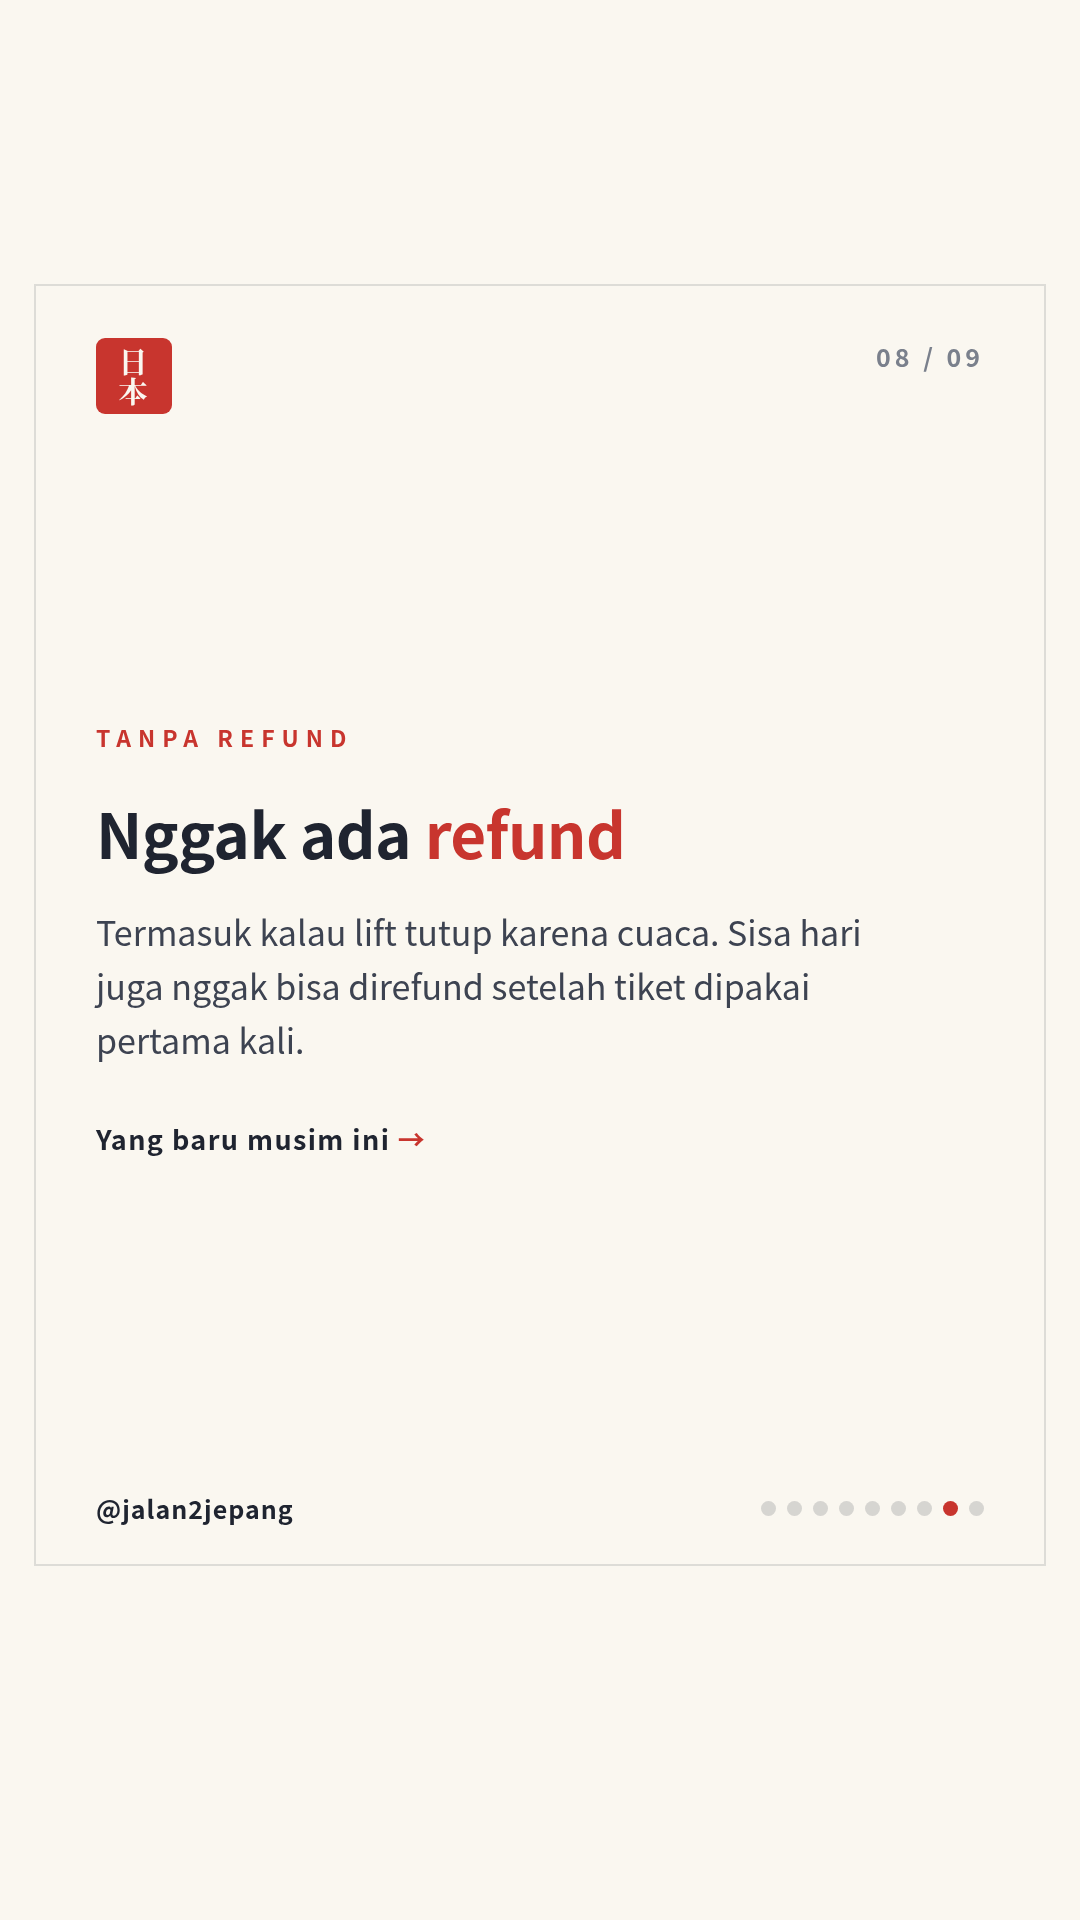 日
本
08 / 09
TANPA REFUND
Nggak ada refund
Termasuk kalau lift tutup karena cuaca. Sisa hari
juga nggak bisa direfund setelah tiket dipakai
pertama kali.
Yang baru musim ini →
@jalan2jepang